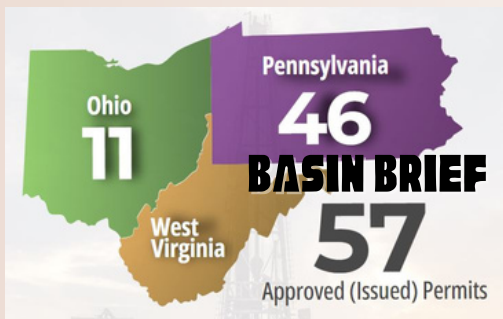 Ohio
11
Pennsylvania
46
BASIN BRIEF
West
Virginia
57
Approved (Issued) Permits